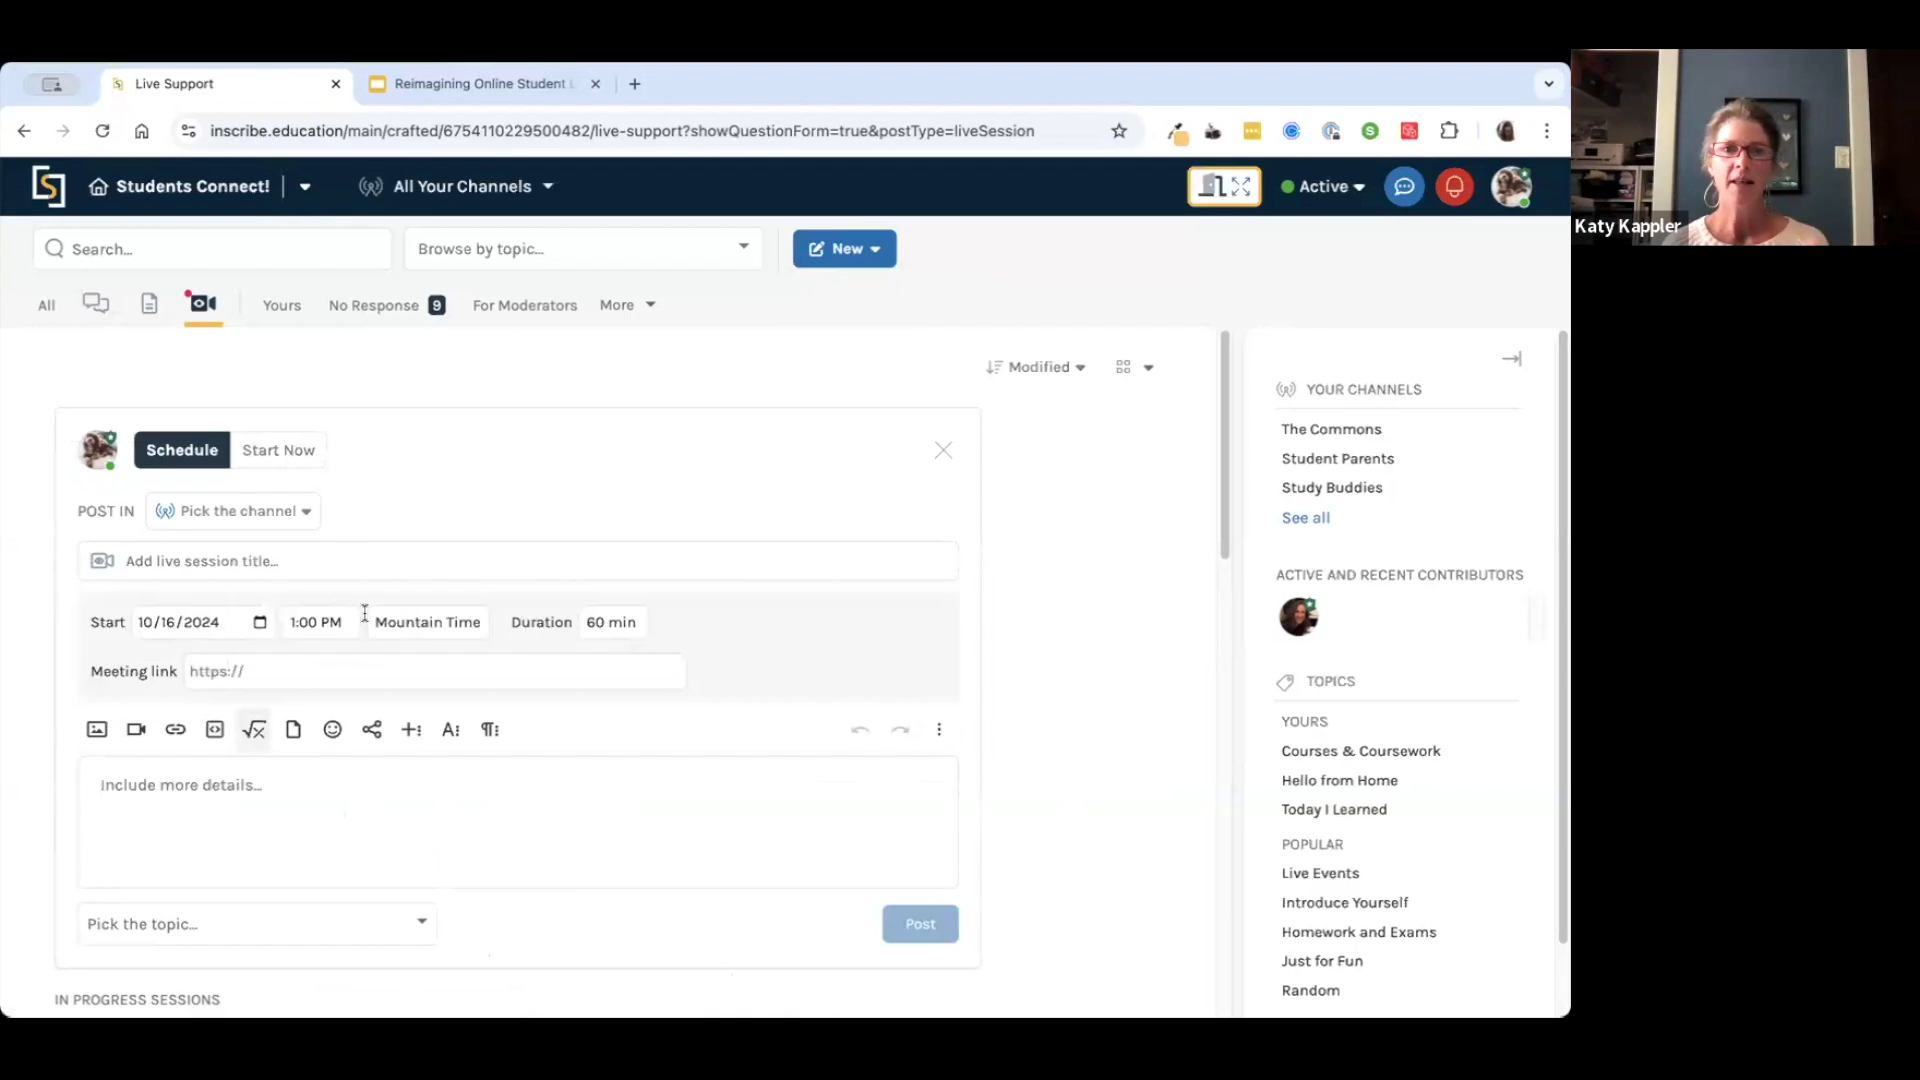 Live Support
Reimagining Online Student
inscribe.education/main/crafted/6754110229500482/live-support?showQuestionForm=true&postType=liveSession
Students Connect!
All Your Channels
Active
Search...
Browse by topic...
New
All
Yours
No Response 9
For Moderators
More
Modified
Schedule
Start Now
POST IN
Pick the channel
Add live session title...
Start 10/16/2024 1:00 PM Mountain Time Duration 60 min
Meeting link https://
Include more details...
Pick the topic...
Post
IN PROGRESS SESSIONS
YOUR CHANNELS
The Commons
Student Parents
Study Buddies
See all
ACTIVE AND RECENT CONTRIBUTORS
TOPICS
YOURS
Courses & Coursework
Hello from Home
Today I Learned
POPULAR
Live Events
Introduce Yourself
Homework and Exams
Just for Fun
Random
Katy Kappler